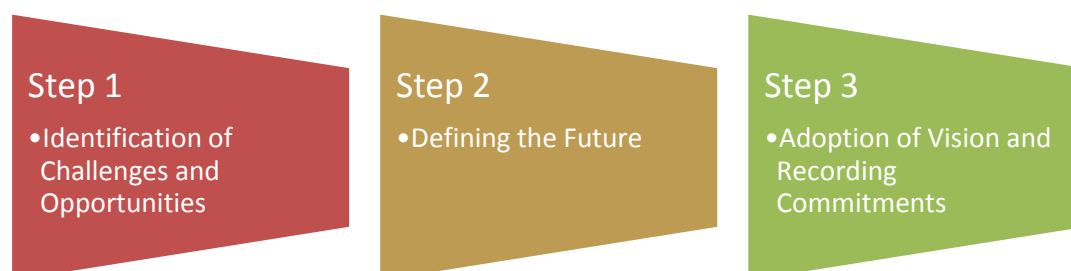 Step 1
•Identification of
Challenges and
Opportunities
Step 2
•Defining the Future
Step 3
•Adoption of Vision and
Recording
Commitments